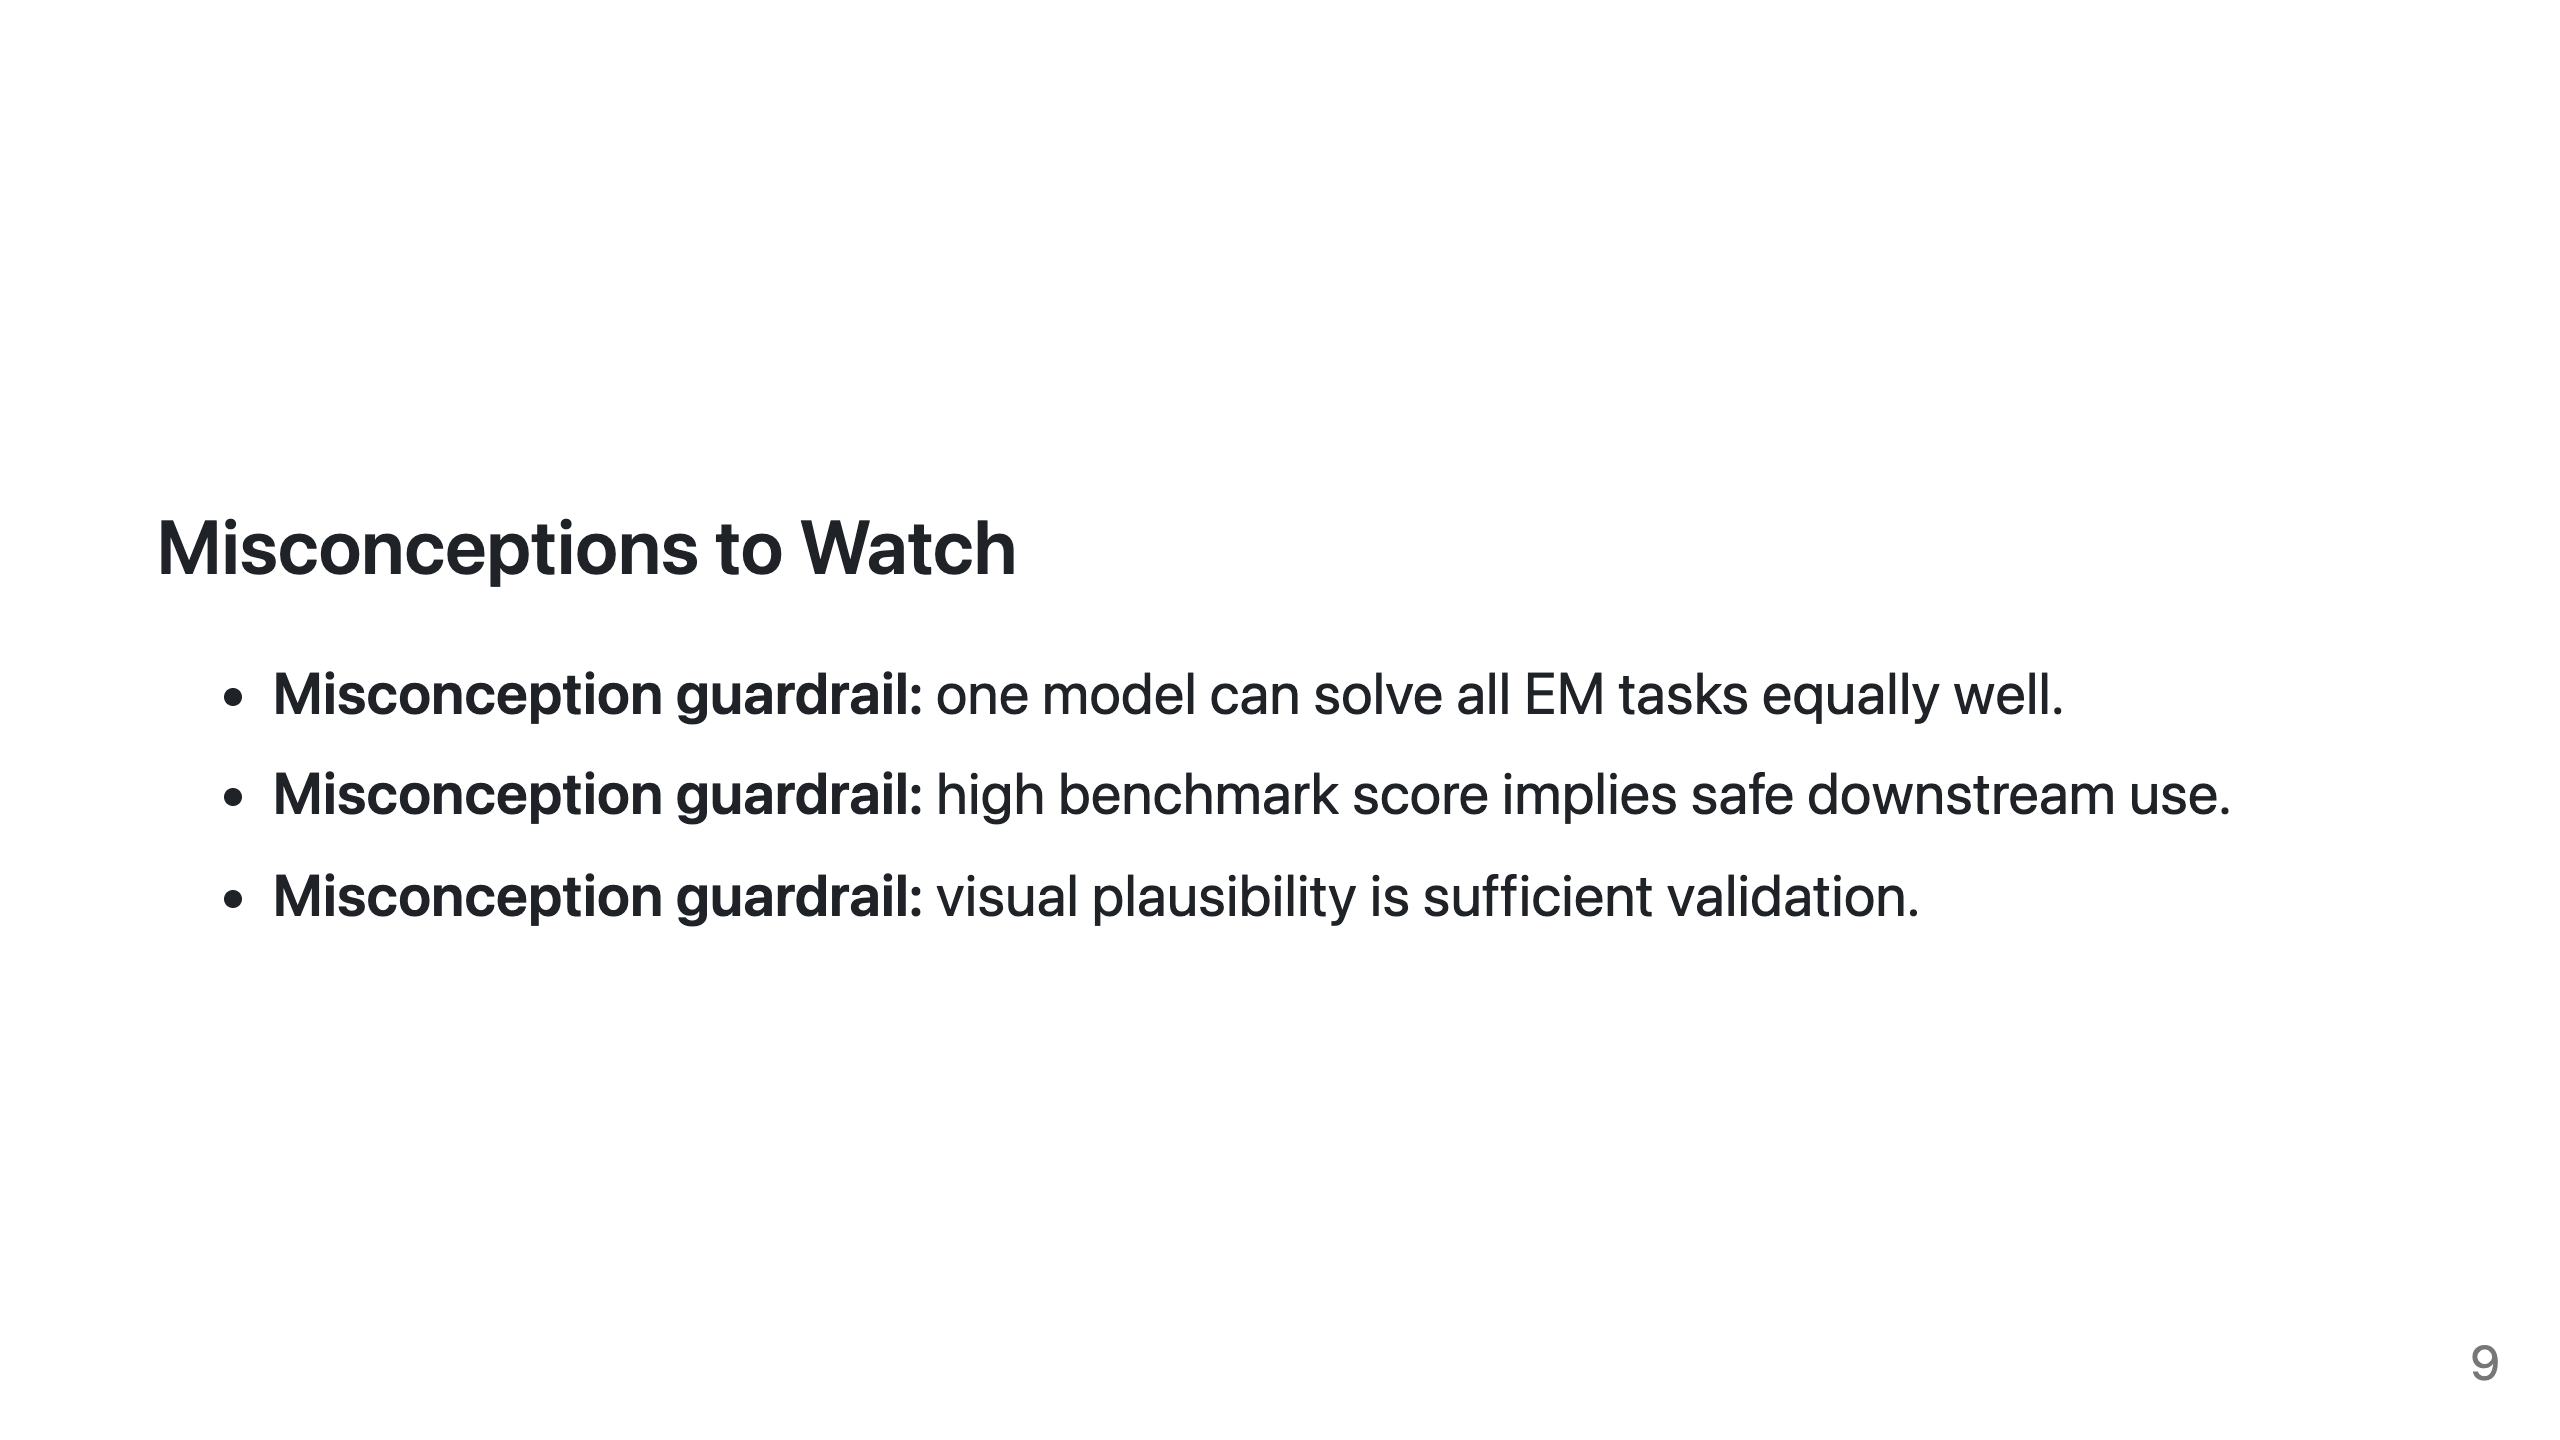 Misconceptions to Watch
• Misconception guardrail: one model can solve all EM tasks equally well.
• Misconception guardrail: high benchmark score implies safe downstream use.
• Misconception guardrail: visual plausibility is sufficient validation.
9